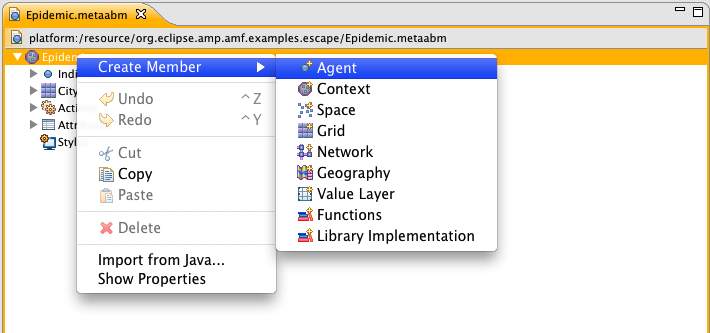 Epidemic.metaabm
platform:/resource/org.eclipse.amp.amf.examples.escape/Epidemic.metaabm
Create Member
Undo ^ Z
Redo ^ Y
Cut
Copy
Paste
Delete
Import from Java...
Show Properties
Agent
Context
Space
Grid
Network
Geography
Value Layer
Functions
Library Implementation
Epidem
Indi
City
Acti
Attr
Style